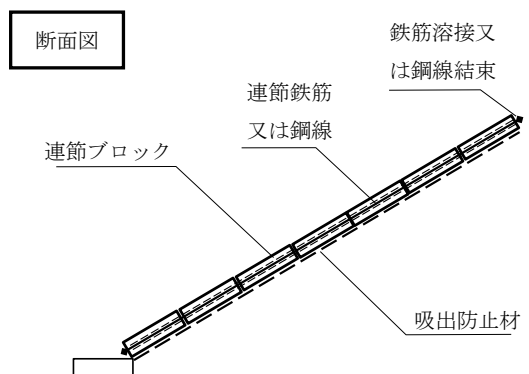 断面図
鉄筋溶接又
は鋼線結束
連節鉄筋
又は鋼線
連節ブロック
吸出防止材